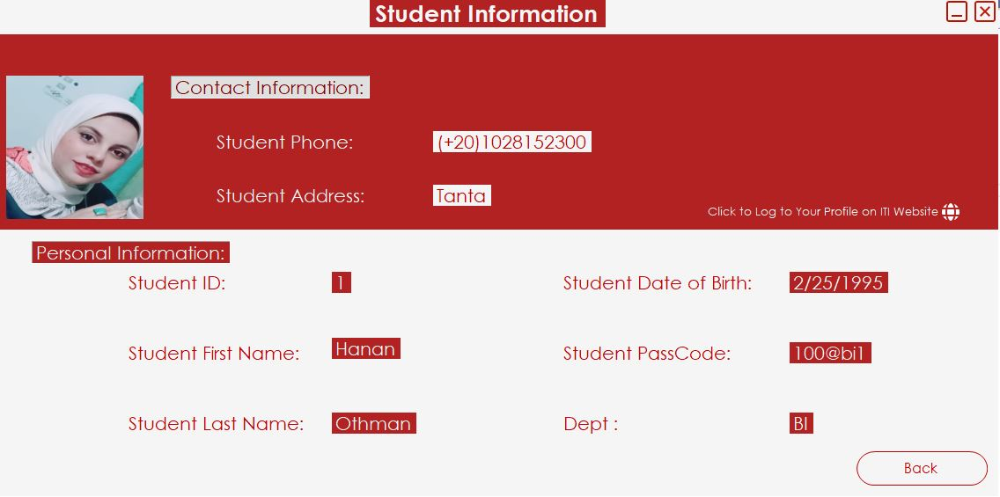 Student Information
Contact Information:
Student Phone: (+20)1028152300
Student Address: Tanta
Click to Log to Your Profile on ITI Website
Personal Information:
Student ID: 1 Student Date of Birth: 2/25/1995
Student First Name: Hanan Student PassCode: 100@bi1
Student Last Name: Othman Dept : BI
Back